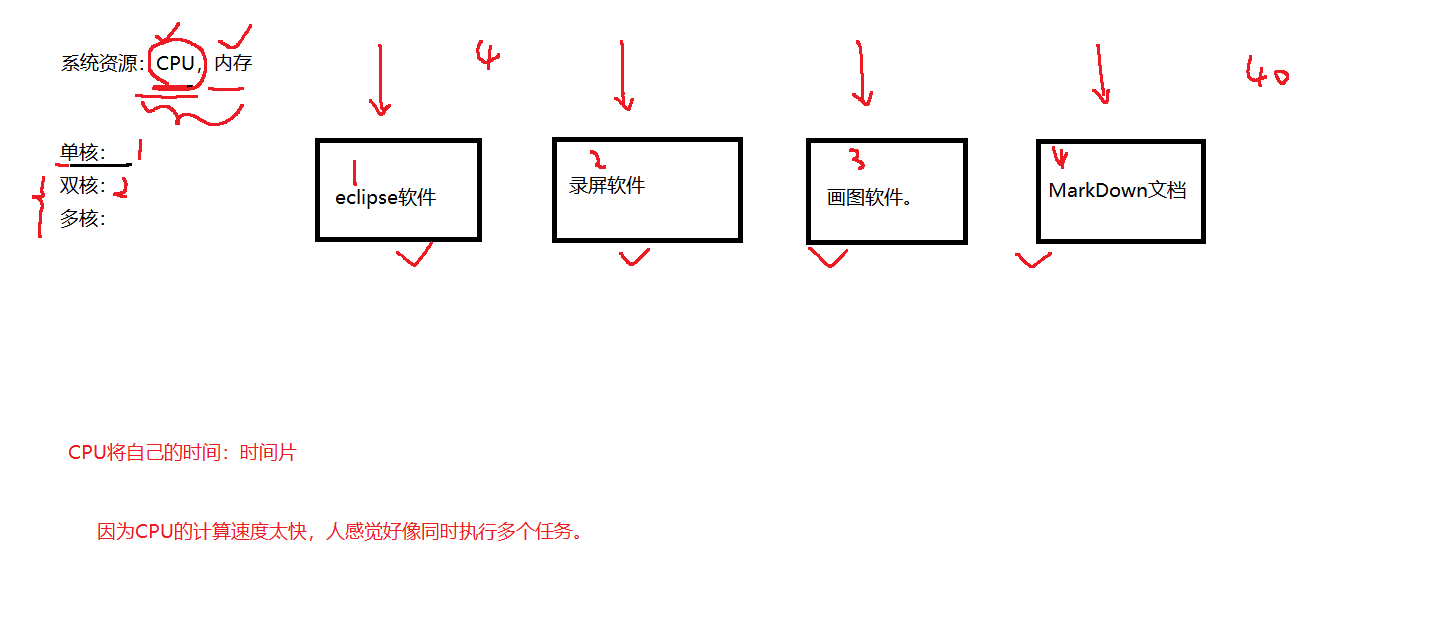 系统资源：CPU，内存
4
40
单核： 1
双核： 2
多核：
1
eclipse软件
2
录屏软件
3
画图软件。
MarkDown文档
CPU将自己的时间：时间片
因为CPU的计算速度太快，人感觉好像同时执行多个任务。